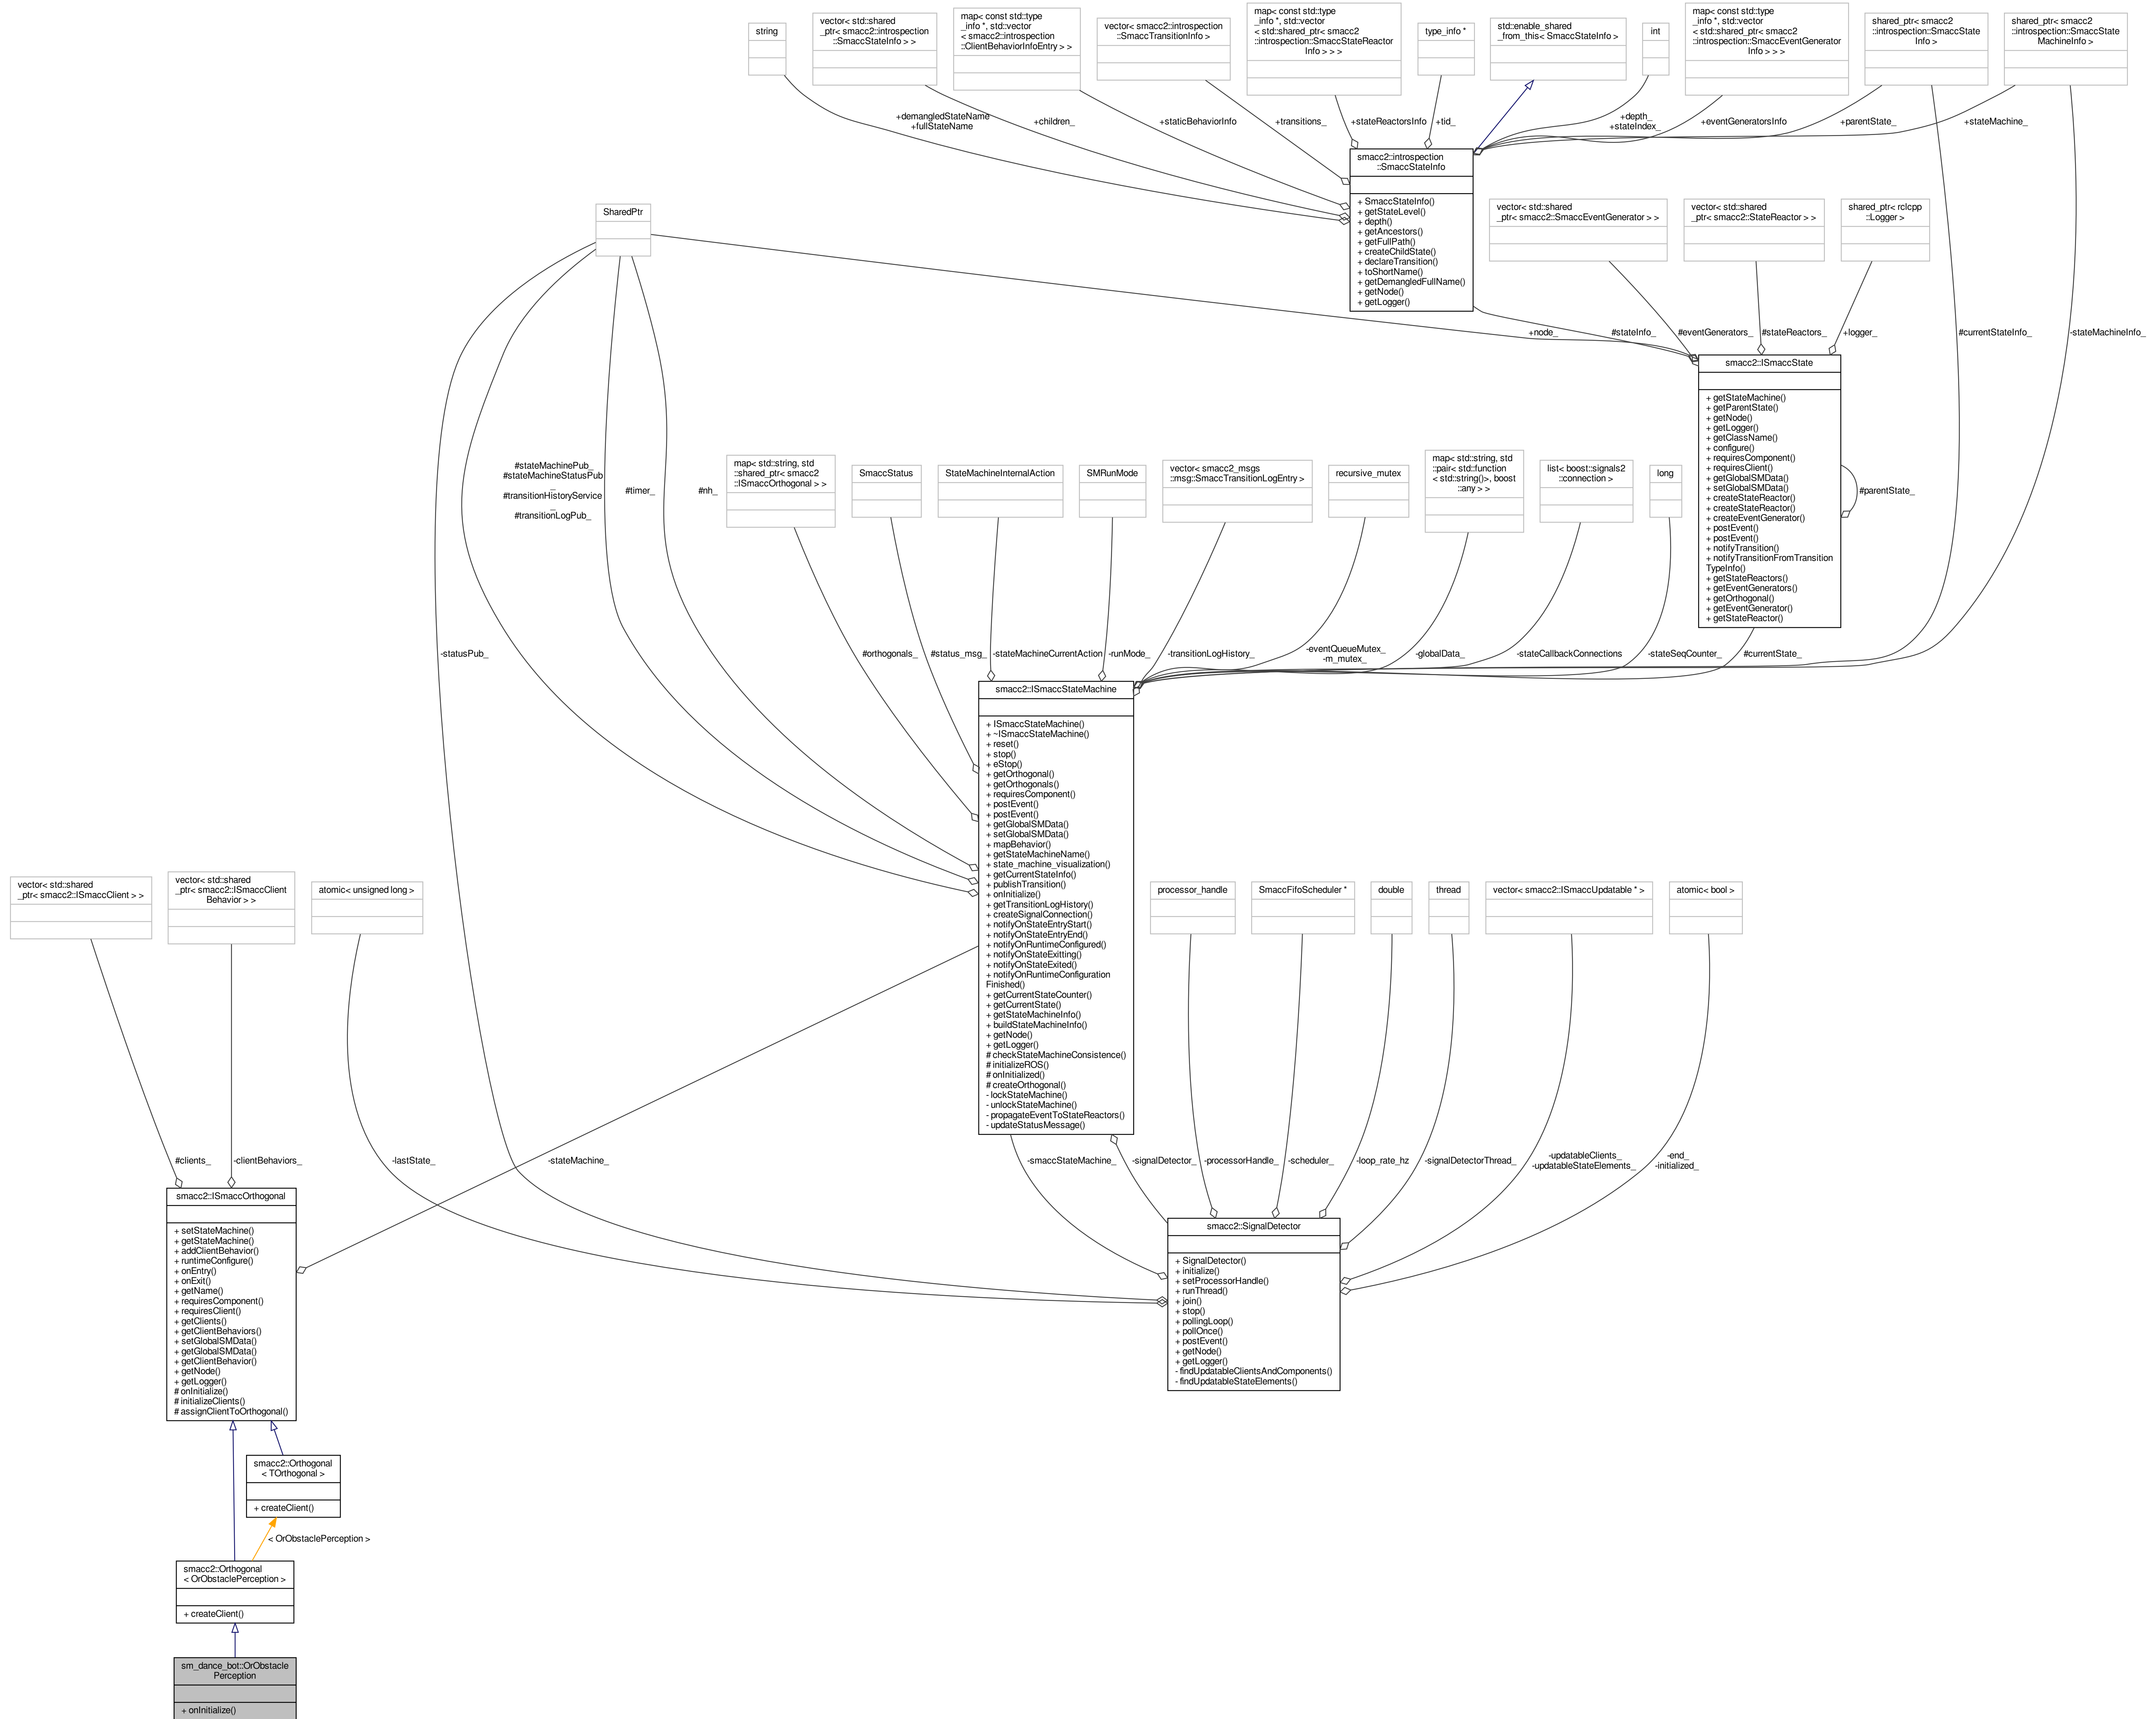 string
vector< std::shared
_ptr< smacc2::introspection
::SmaccStateInfo > >
map< const std::type
_info *, std::vector
< smacc2::introspection
::ClientBehaviorInfoEntry > >
vector< smacc2::introspection
::SmaccTransitionInfo >
map< const std::type
_info *, std::vector
< std::shared_ptr< smacc2
::introspection::SmaccStateReactor
Info > > >
type_info *
std::enable_shared
_from_this< SmaccStateInfo >
int
map< const std::type
_info *, std::vector
< std::shared_ptr< smacc2
::introspection::SmaccEventGenerator
Info > > >
shared_ptr< smacc2
::introspection::SmaccState
Info >
shared_ptr< smacc2
::introspection::SmaccState
MachineInfo >
+demangledStateName
+fullStateName
+children_
+staticBehaviorInfo
+transitions_
+stateReactorsInfo
+tid_
+depth_
+stateIndex_
+eventGeneratorsInfo
+parentState_
+stateMachine_
smacc2::introspection
::SmaccStateInfo
+ SmaccStateInfo()
+ getStateLevel()
+ depth()
+ getAncestors()
+ getFullPath()
+ createChildState()
+ declareTransition()
+ toShortName()
+ getDemangledFullName()
+ getNode()
+ getLogger()
SharedPtr
vector< std::shared
_ptr< smacc2::SmaccEventGenerator > >
vector< std::shared
_ptr< smacc2::StateReactor > >
shared_ptr< rclcpp
::Logger >
+node_
#stateInfo_
#eventGenerators_
#stateReactors_
+logger_
#currentStateInfo_
-stateMachineInfo_
smacc2::ISmaccState
+ getStateMachine()
+ getParentState()
+ getNode()
+ getLogger()
+ getClassName()
+ configure()
+ requiresComponent()
+ requiresClient()
+ getGlobalSMData()
+ setGlobalSMData()
+ createStateReactor()
+ createStateReactor()
+ createEventGenerator()
+ postEvent()
+ postEvent()
+ notifyTransition()
+ notifyTransitionFromTransition
TypeInfo()
+ getStateReactors()
+ getEventGenerators()
+ getOrthogonal()
+ getEventGenerator()
+ getStateReactor()
#parentState_
#stateMachinePub_
#stateMachineStatusPub
_
#transitionHistoryService
_
#transitionLogPub_
#timer_
#nh_
map< std::string, std
::shared_ptr< smacc2
::ISmaccOrthogonal > >
SmaccStatus
StateMachineInternalAction
SMRunMode
vector< smacc2_msgs
::msg::SmaccTransitionLogEntry >
recursive_mutex
map< std::string, std
::pair< std::function
< std::string()>, boost
::any > >
list< boost::signals2
::connection >
long
-statusPub_
#orthogonals_
#status_msg_
-stateMachineCurrentAction
-runMode_
-transitionLogHistory_
-eventQueueMutex_
-m_mutex_
-globalData_
-stateCallbackConnections
-stateSeqCounter_
#currentState_
smacc2::ISmaccStateMachine
+ ISmaccStateMachine()
+ ~ISmaccStateMachine()
+ reset()
+ stop()
+ eStop()
+ getOrthogonal()
+ getOrthogonals()
+ requiresComponent()
+ postEvent()
+ postEvent()
+ getGlobalSMData()
+ setGlobalSMData()
+ mapBehavior()
+ getStateMachineName()
+ state_machine_visualization()
+ getCurrentStateInfo()
+ publishTransition()
+ onInitialize()
+ getTransitionLogHistory()
+ createSignalConnection()
+ notifyOnStateEntryStart()
+ notifyOnStateEntryEnd()
+ notifyOnRuntimeConfigured()
+ notifyOnStateExitting()
+ notifyOnStateExited()
+ notifyOnRuntimeConfiguration
Finished()
+ getCurrentStateCounter()
+ getCurrentState()
+ getStateMachineInfo()
+ buildStateMachineInfo()
+ getNode()
+ getLogger()
# checkStateMachineConsistence()
# initializeROS()
# onInitialized()
# createOrthogonal()
- lockStateMachine()
- unlockStateMachine()
- propagateEventToStateReactors()
- updateStatusMessage()
vector< std::shared
_ptr< smacc2::ISmaccClient > >
vector< std::shared
_ptr< smacc2::ISmaccClient
Behavior > >
atomic< unsigned long >
processor_handle
SmaccFifoScheduler *
double
thread
vector< smacc2::ISmaccUpdatable * >
atomic< bool >
#clients_
-clientBehaviors_
-lastState_
-stateMachine_
-smaccStateMachine_
-signalDetector_
-processorHandle_
-scheduler_
-loop_rate_hz
-signalDetectorThread_
-updatableClients_
-updatableStateElements_
-end_
-initialized_
smacc2::ISmaccOrthogonal
+ setStateMachine()
+ getStateMachine()
+ addClientBehavior()
+ runtimeConfigure()
+ onEntry()
+ onExit()
+ getName()
+ requiresComponent()
+ requiresClient()
+ getClients()
+ getClientBehaviors()
+ setGlobalSMData()
+ getGlobalSMData()
+ getClientBehavior()
+ getNode()
+ getLogger()
# onInitialize()
# initializeClients()
# assignClientToOrthogonal()
smacc2::SignalDetector
+ SignalDetector()
+ initialize()
+ setProcessorHandle()
+ runThread()
+ join()
+ stop()
+ pollingLoop()
+ pollOnce()
+ postEvent()
+ getNode()
+ getLogger()
- findUpdatableClientsAndComponents()
- findUpdatableStateElements()
smacc2::Orthogonal
< TOrthogonal >
+ createClient()
< OrObstaclePerception >
smacc2::Orthogonal
< OrObstaclePerception >
+ createClient()
sm_dance_bot::OrObstacle
Perception
+ onInitialize()